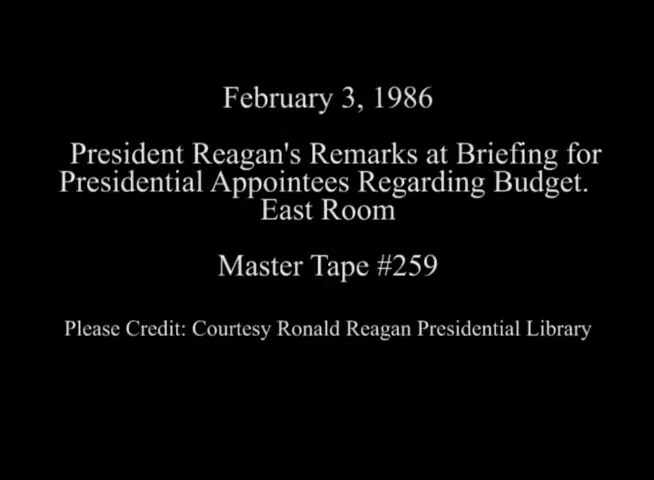 February 3, 1986
President Reagan's Remarks at Briefing for
Presidential Appointees Regarding Budget.
East Room
Master Tape #259
Please Credit: Courtesy Ronald Reagan Presidential Library